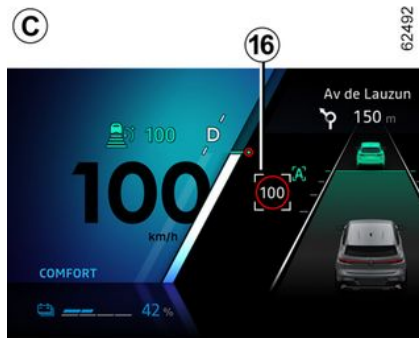 C
16
62492
Av de Lauzun
150 m
100
D
100
km/h
100
A
COMFORT
42 %